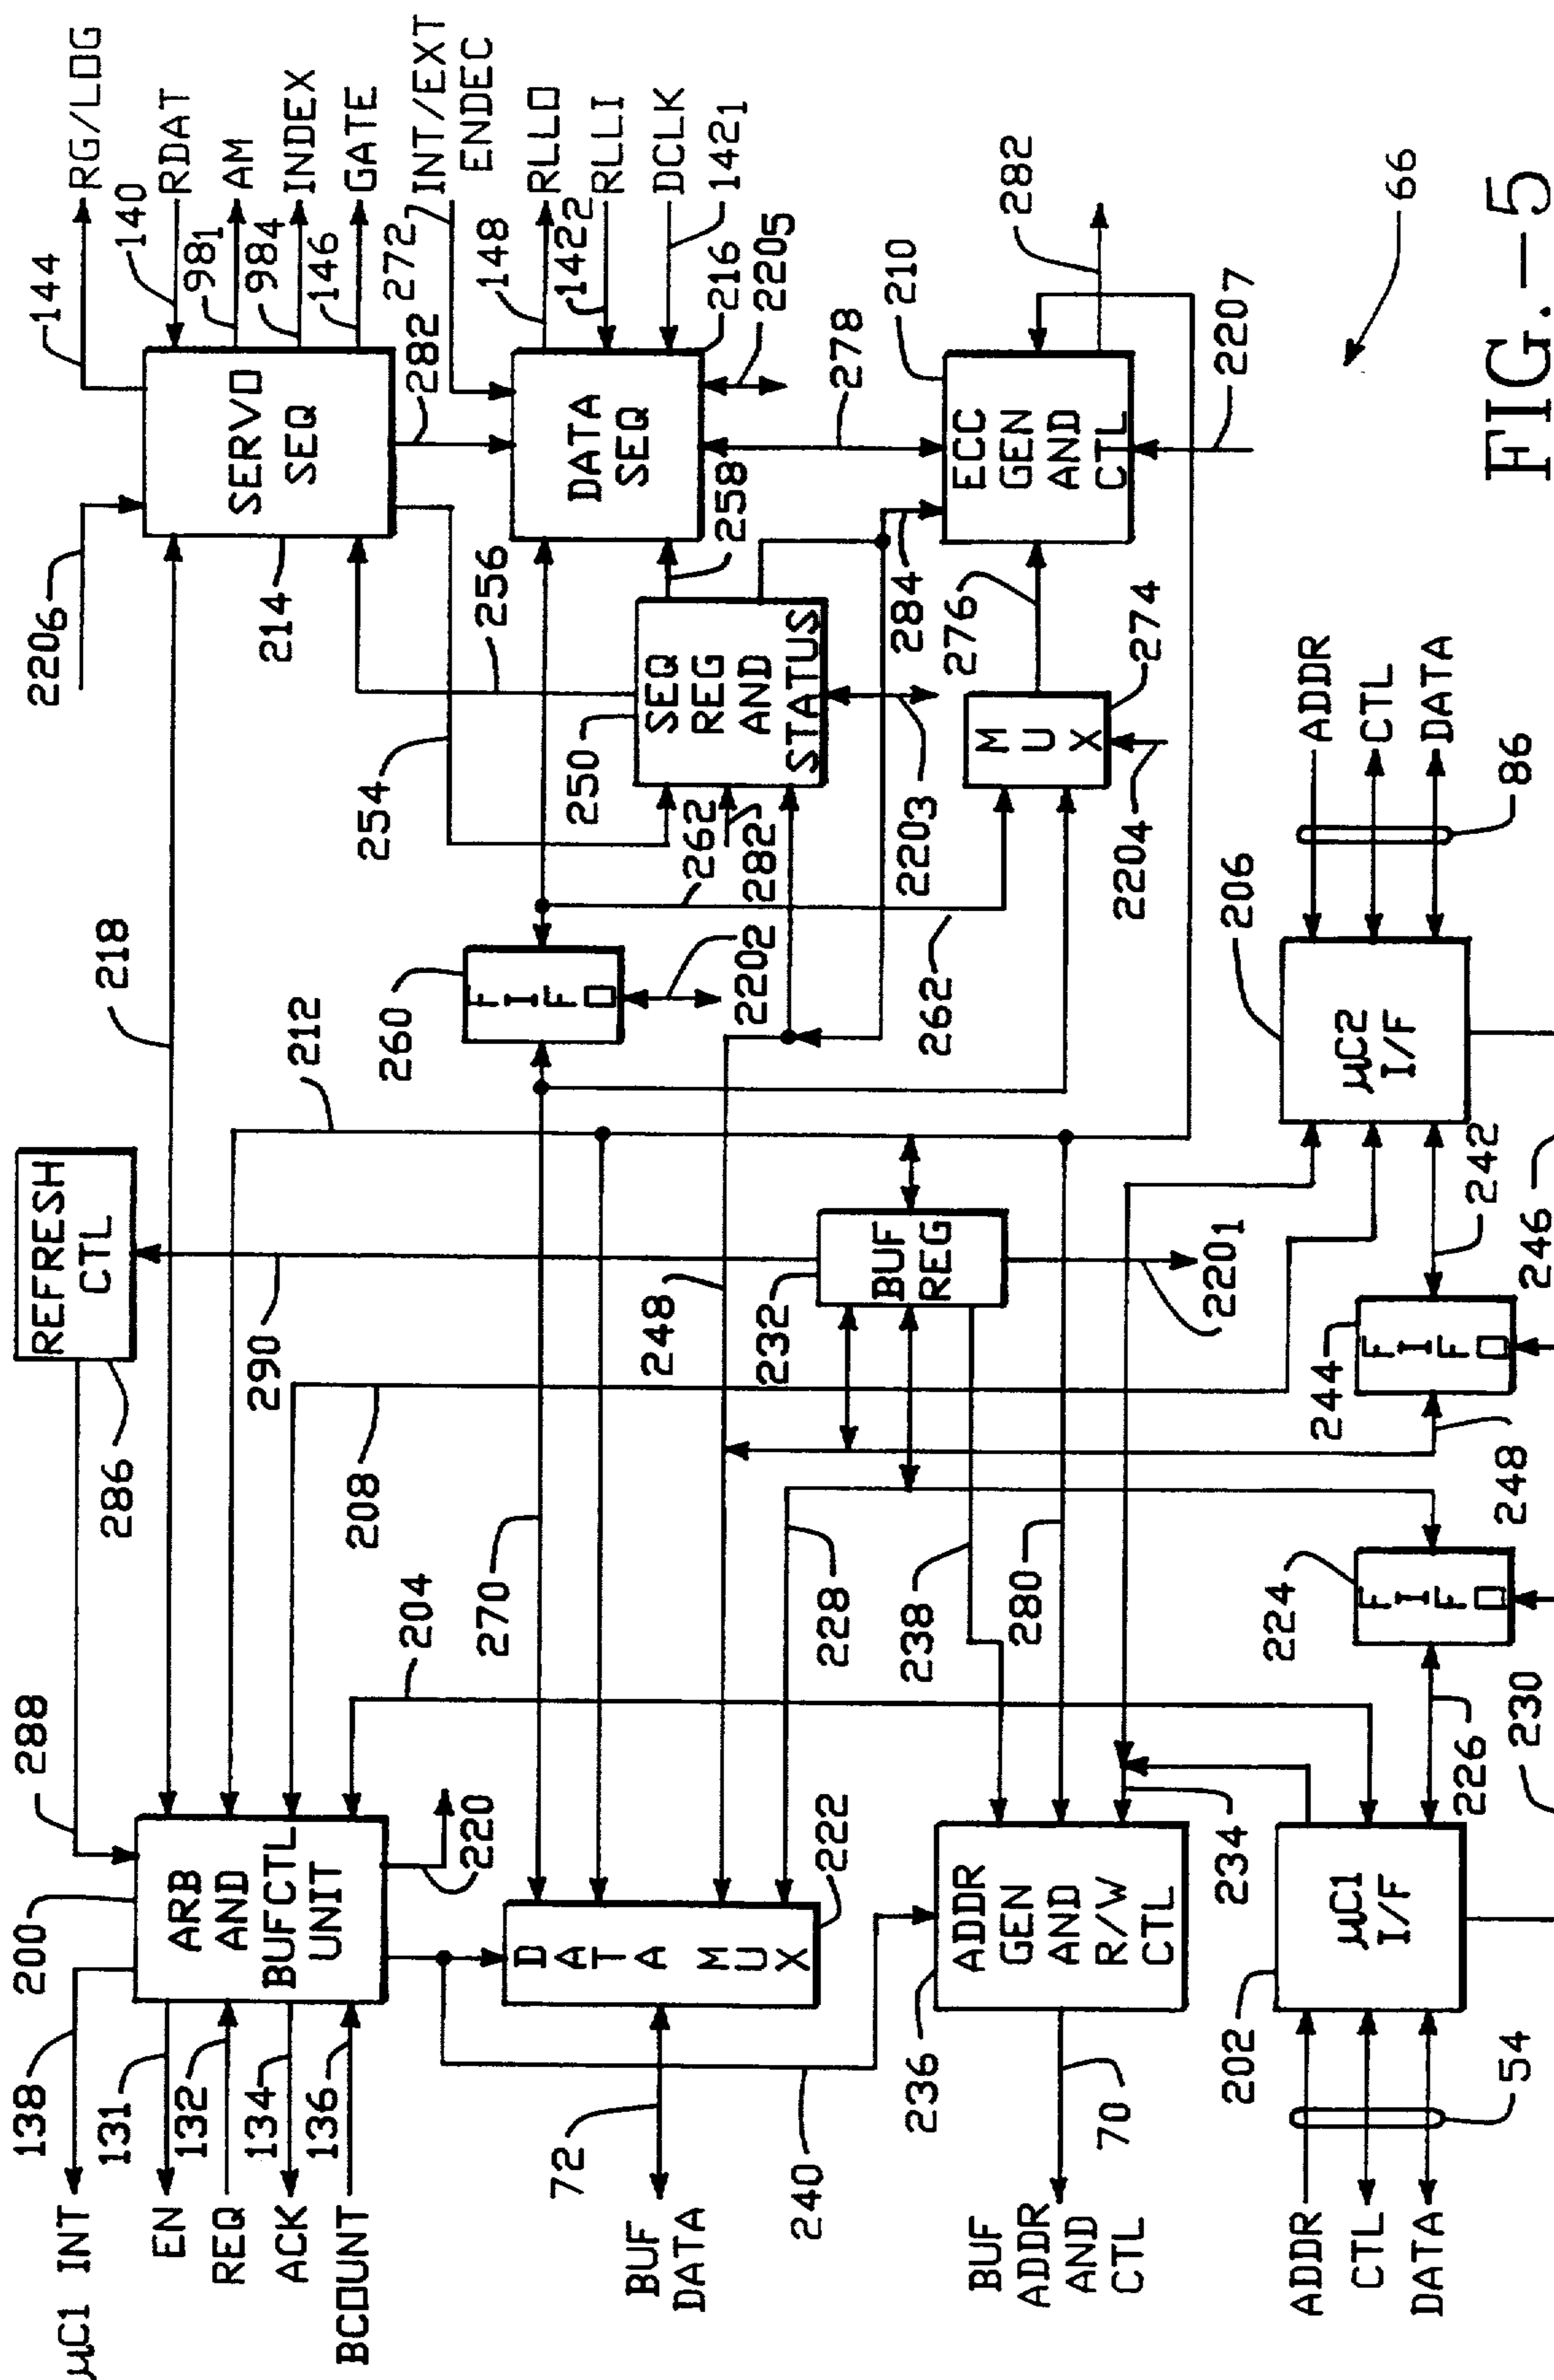 µC1 INT
138
EN
131
REQ
132
ACK
134
BCOUNT
136
200
ARB
AND
BUFCTL
UNIT
288
286
REFRESH
CTL
290
220
204
208
212
218
220₆
214
SERVO
SEQ
144
RG/LDG
140
RDAT
98₁
AM
98₄
INDEX
146
GATE
282
272
INT/EXT
ENDEC
BUF
DATA
72
240
DATA
MUX
222
270
248
228
260
FIFO
220₂
254
256
250
SEQ
REG
AND
STATUS
262
282
220₃
258
DATA
SEQ
148
RLLO
142₂
RLLI
216
DCLK
142₁
220₅
278
BUF
ADDR
AND
CTL
70
236
ADDR
GEN
AND
R/W
CTL
238
280
234
232
BUF
REG
220₁
262
284
276
MUX
274
220₄
210
ECC
GEN
AND
CTL
282
220₇
ADDR
CTL
DATA
54
202
µC1
I/F
226
230
224
FIFO
248
244
FIFO
242
246
206
µC2
I/F
ADDR
CTL
DATA
86
66
FIG.-5